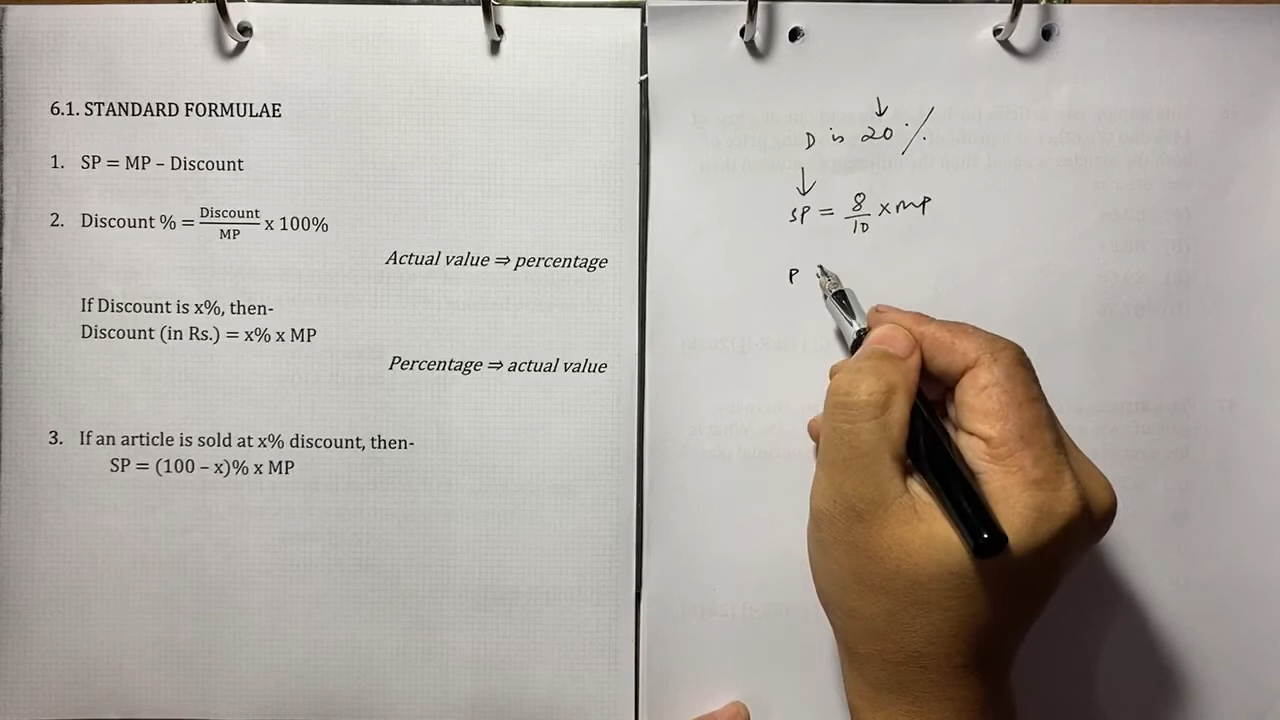 6.1. STANDARD FORMULAE
1. SP = MP – Discount
2. Discount % = Discount/MP x 100%
Actual value ⇒ percentage
If Discount is x%, then-
Discount (in Rs.) = x% x MP
Percentage ⇒ actual value
3. If an article is sold at x% discount, then-
SP = (100 – x)% x MP
↓
D is 20%
↓
SP = 8/10 x MP
P